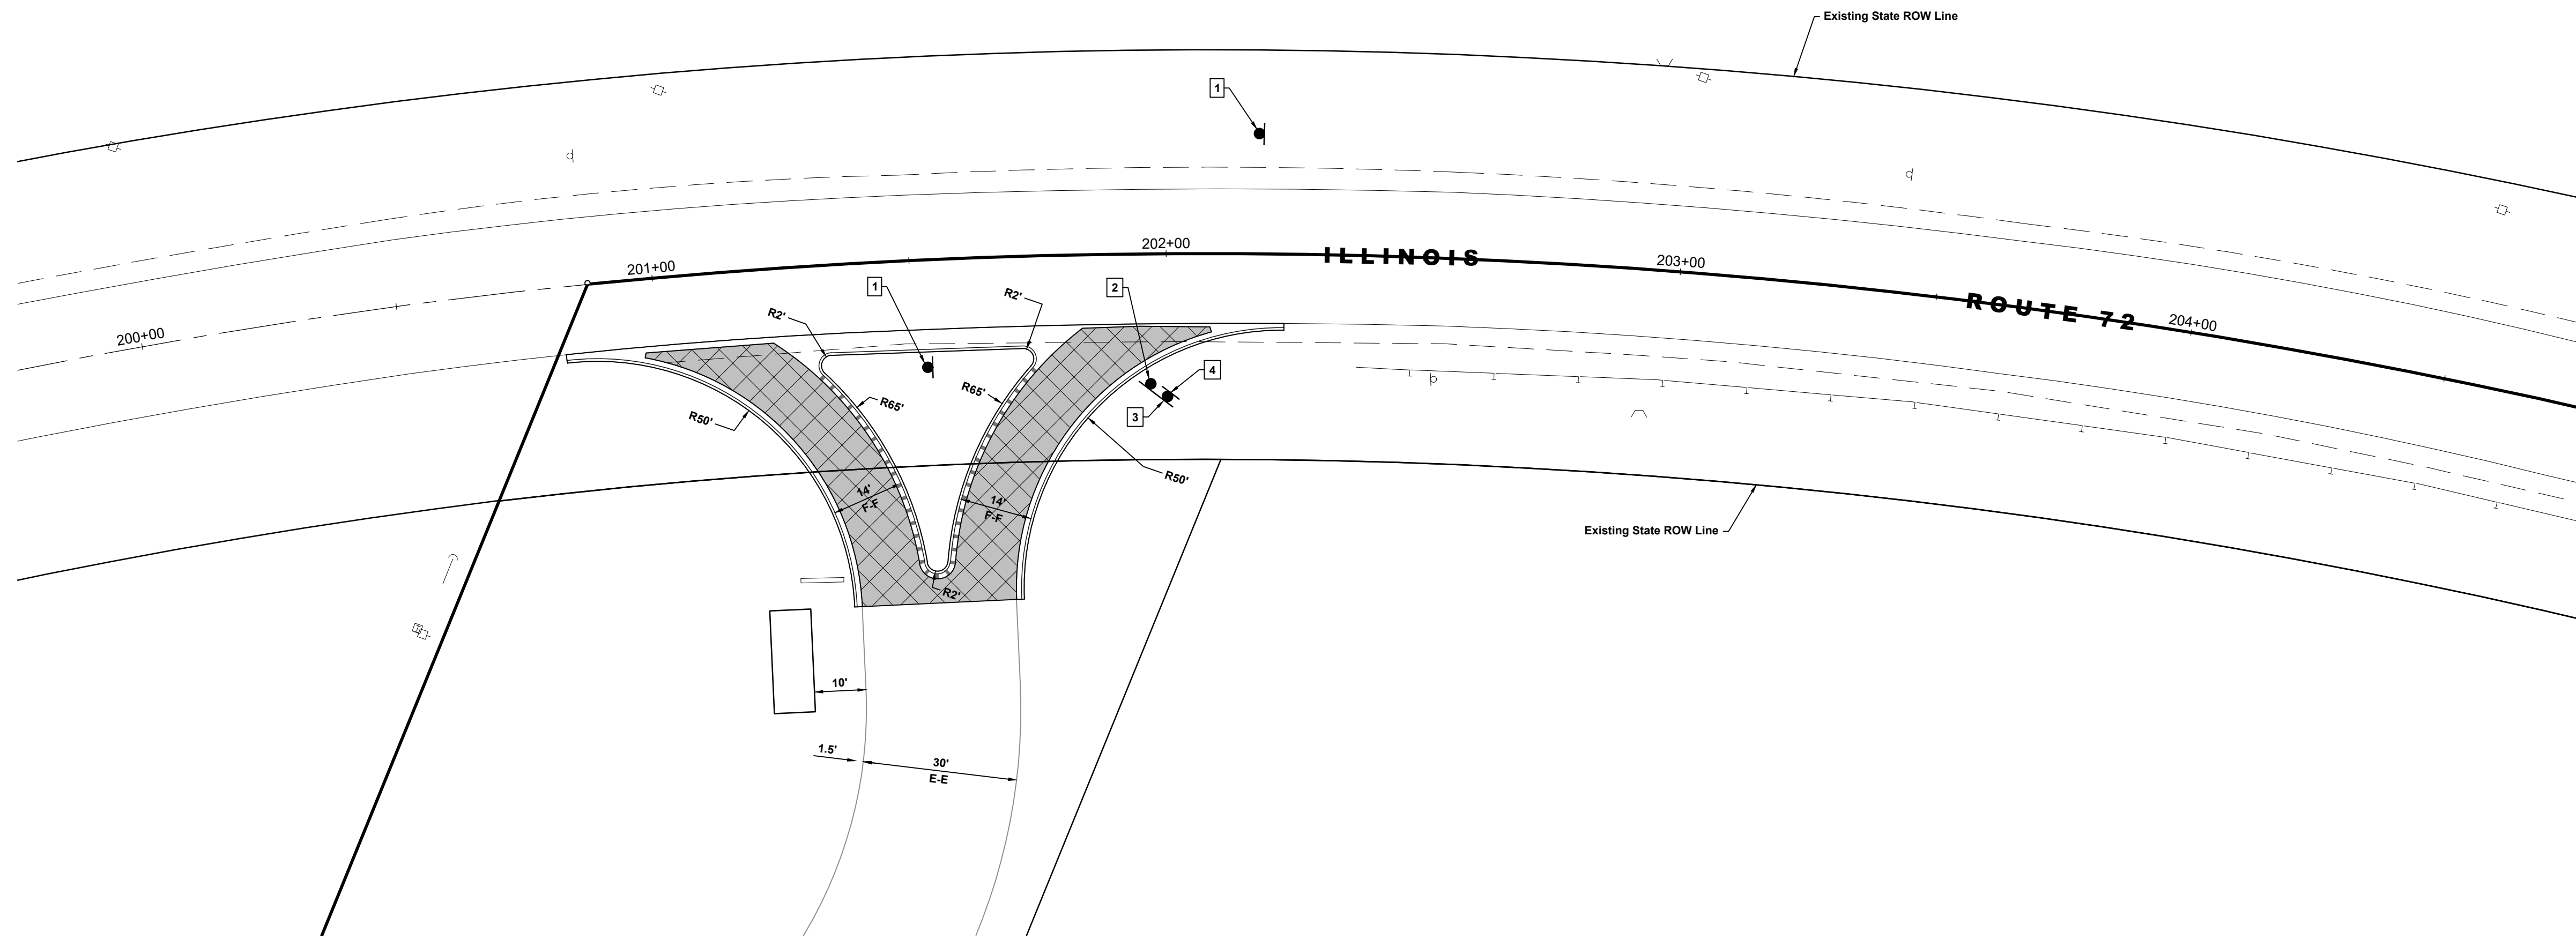 Existing State ROW Line
1
ILLINOIS
202+00
203+00
201+00
ROUTE 72
204+00
200+00
1
2
R2'
R2'
4
3
R65'
R65'
R50'
R50'
14'
F-F
14'
F-F
Existing State ROW Line
R2'
10'
1.5'
30'
E-E